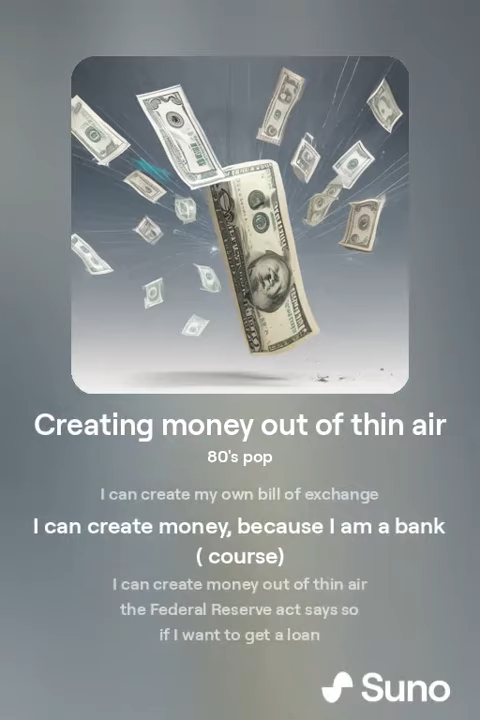 Creating money out of thin air
80's pop
I can create my own bill of exchange
I can create money, because I am a bank
( course)
I can create money out of thin air
the Federal Reserve act says so
if I want to get a loan
Suno